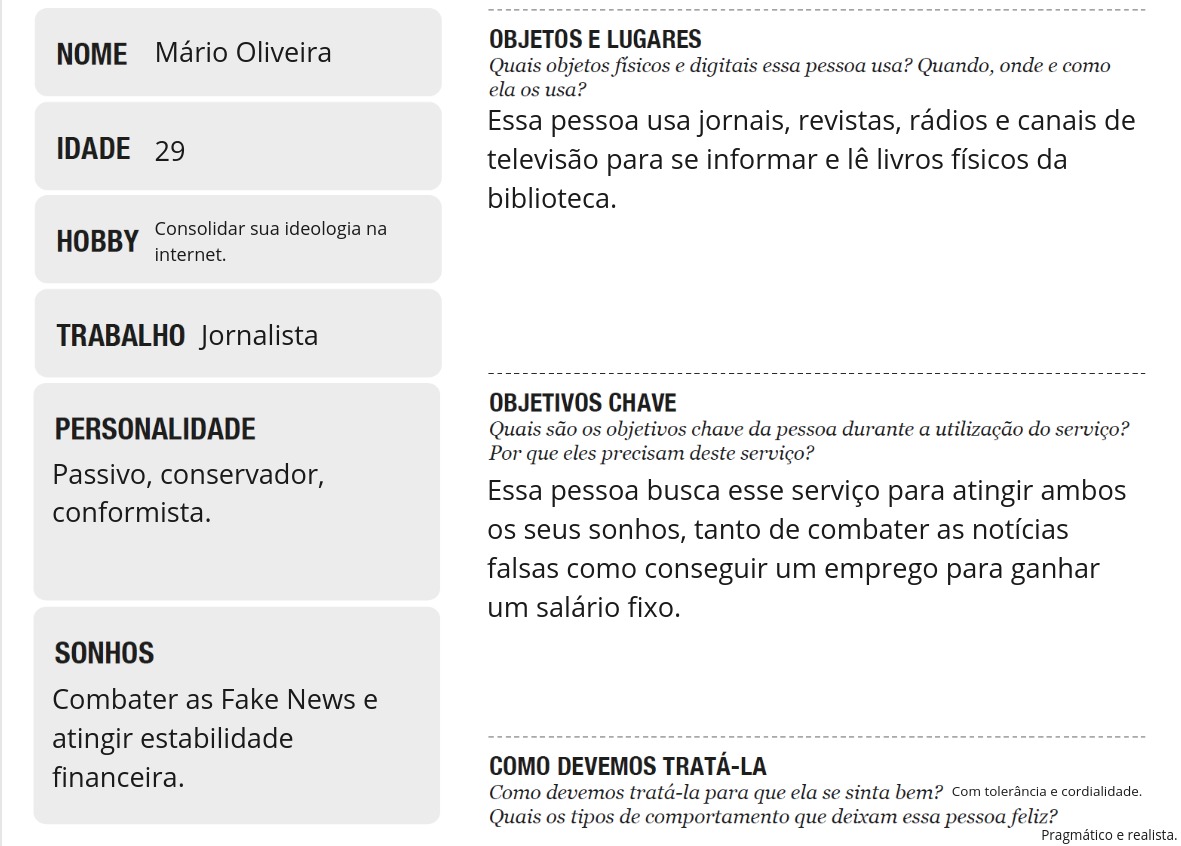 NOME Mário Oliveira
IDADE 29
HOBBY Consolidar sua ideologia na
internet.
TRABALHO Jornalista
PERSONALIDADE
Passivo, conservador,
conformista.
SONHOS
Combater as Fake News e
atingir estabilidade
financeira.
OBJETOS E LUGARES
Quais objetos físicos e digitais essa pessoa usa? Quando, onde e como
ela os usa?
Essa pessoa usa jornais, revistas, rádios e canais de
televisão para se informar e lê livros físicos da
biblioteca.
OBJETIVOS CHAVE
Quais são os objetivos chave da pessoa durante a utilização do serviço?
Por que eles precisam deste serviço?
Essa pessoa busca esse serviço para atingir ambos
os seus sonhos, tanto de combater as notícias
falsas como conseguir um emprego para ganhar
um salário fixo.
COMO DEVEMOS TRATÁ-LA
Como devemos tratá-la para que ela se sinta bem? Com tolerância e cordialidade.
Quais os tipos de comportamento que deixam essa pessoa feliz?
Pragmático e realista.